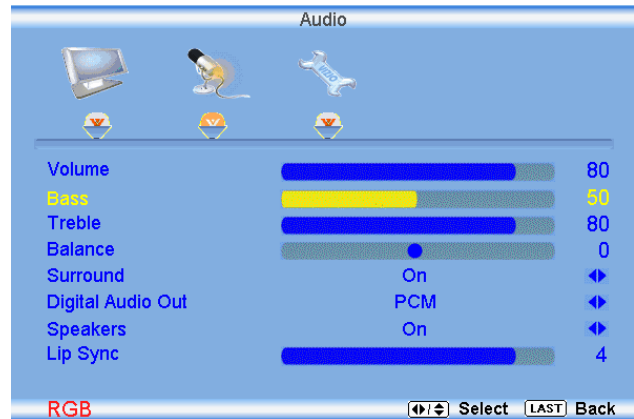 Audio
Volume 80
Bass 50
Treble 80
Balance 0
Surround On
Digital Audio Out PCM
Speakers On
Lip Sync 4
RGB Select LAST Back